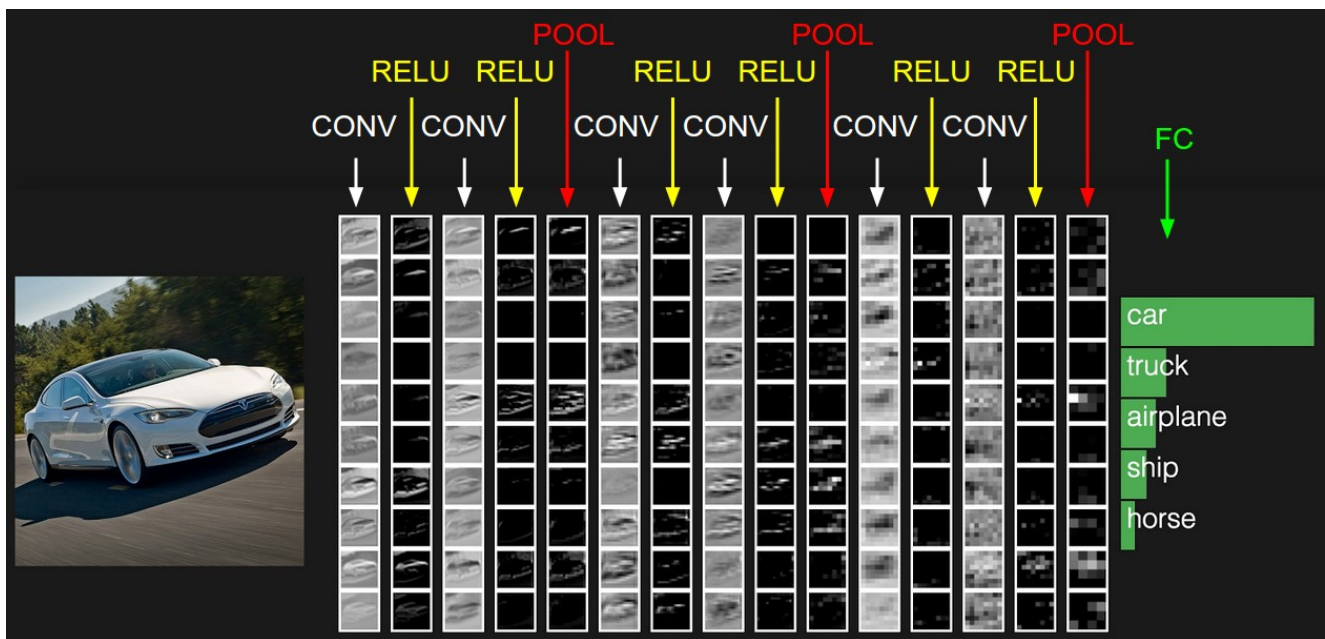 POOL POOL POOL
RELU RELU RELU RELU RELU RELU
CONV CONV CONV CONV CONV CONV
FC
car
truck
airplane
ship
horse